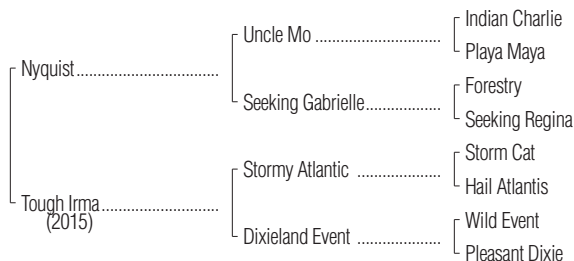 Indian Charlie
Uncle Mo ..................................
Playa Maya
Nyquist ......................................
Forestry
Seeking Gabrielle ....................
Seeking Regina
Storm Cat
Stormy Atlantic ......................
Hail Atlantis
Tough Irma ...............................
(2015)
Wild Event
Dixieland Event ......................
Pleasant Dixie